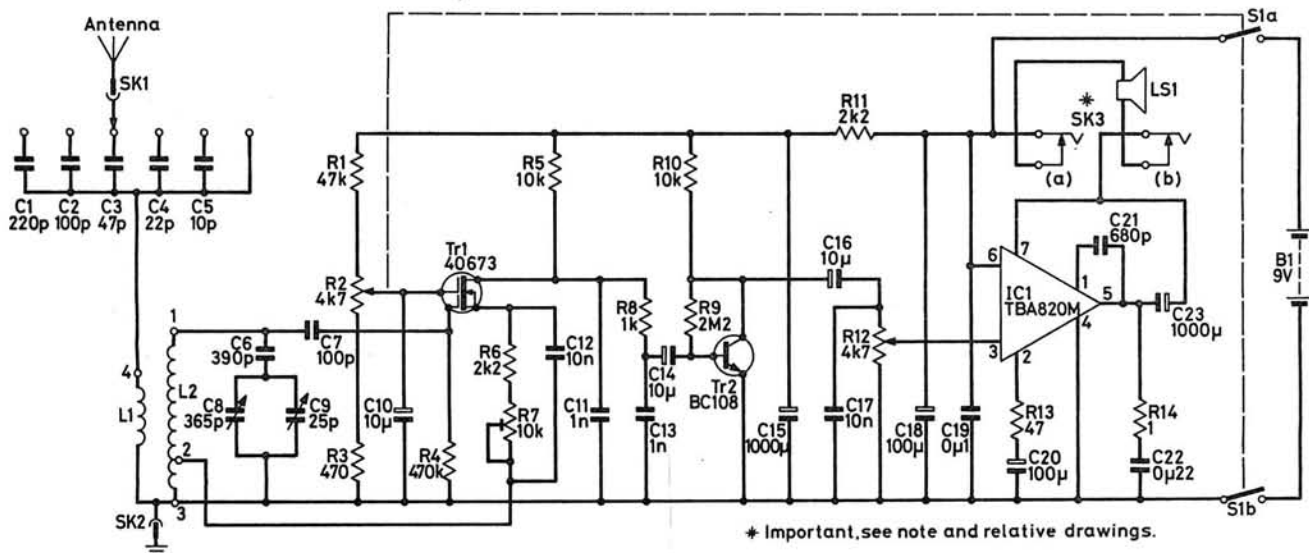 Antenna
SK1
C1
220p
C2
100p
C3
47p
C4
22p
C5
10p
4
L1
1
L2
2
3
SK2
C6
390p
C7
100p
C8
365p
C9
25p
R1
47k
R2
4k7
R3
470
C10
10µ
R4
470k
Tr1
40673
R5
10k
R6
2k2
R7
10k
C12
10n
C11
1n
R8
1k
C13
1n
C14
10µ
R10
10k
R9
2M2
Tr2
BC108
C15
1000µ
R11
2k2
C16
10µ
R12
4k7
C17
10n
C18
100µ
C19
0µ1
6
7
3
2
1
4
5
IC1
TBA820M
R13
47
C20
100µ
C21
680p
C23
1000µ
R14
1
C22
0µ22
*
SK3
(a)
(b)
LS1
S1a
B1
9V
S1b
* Important, see note and relative drawings.